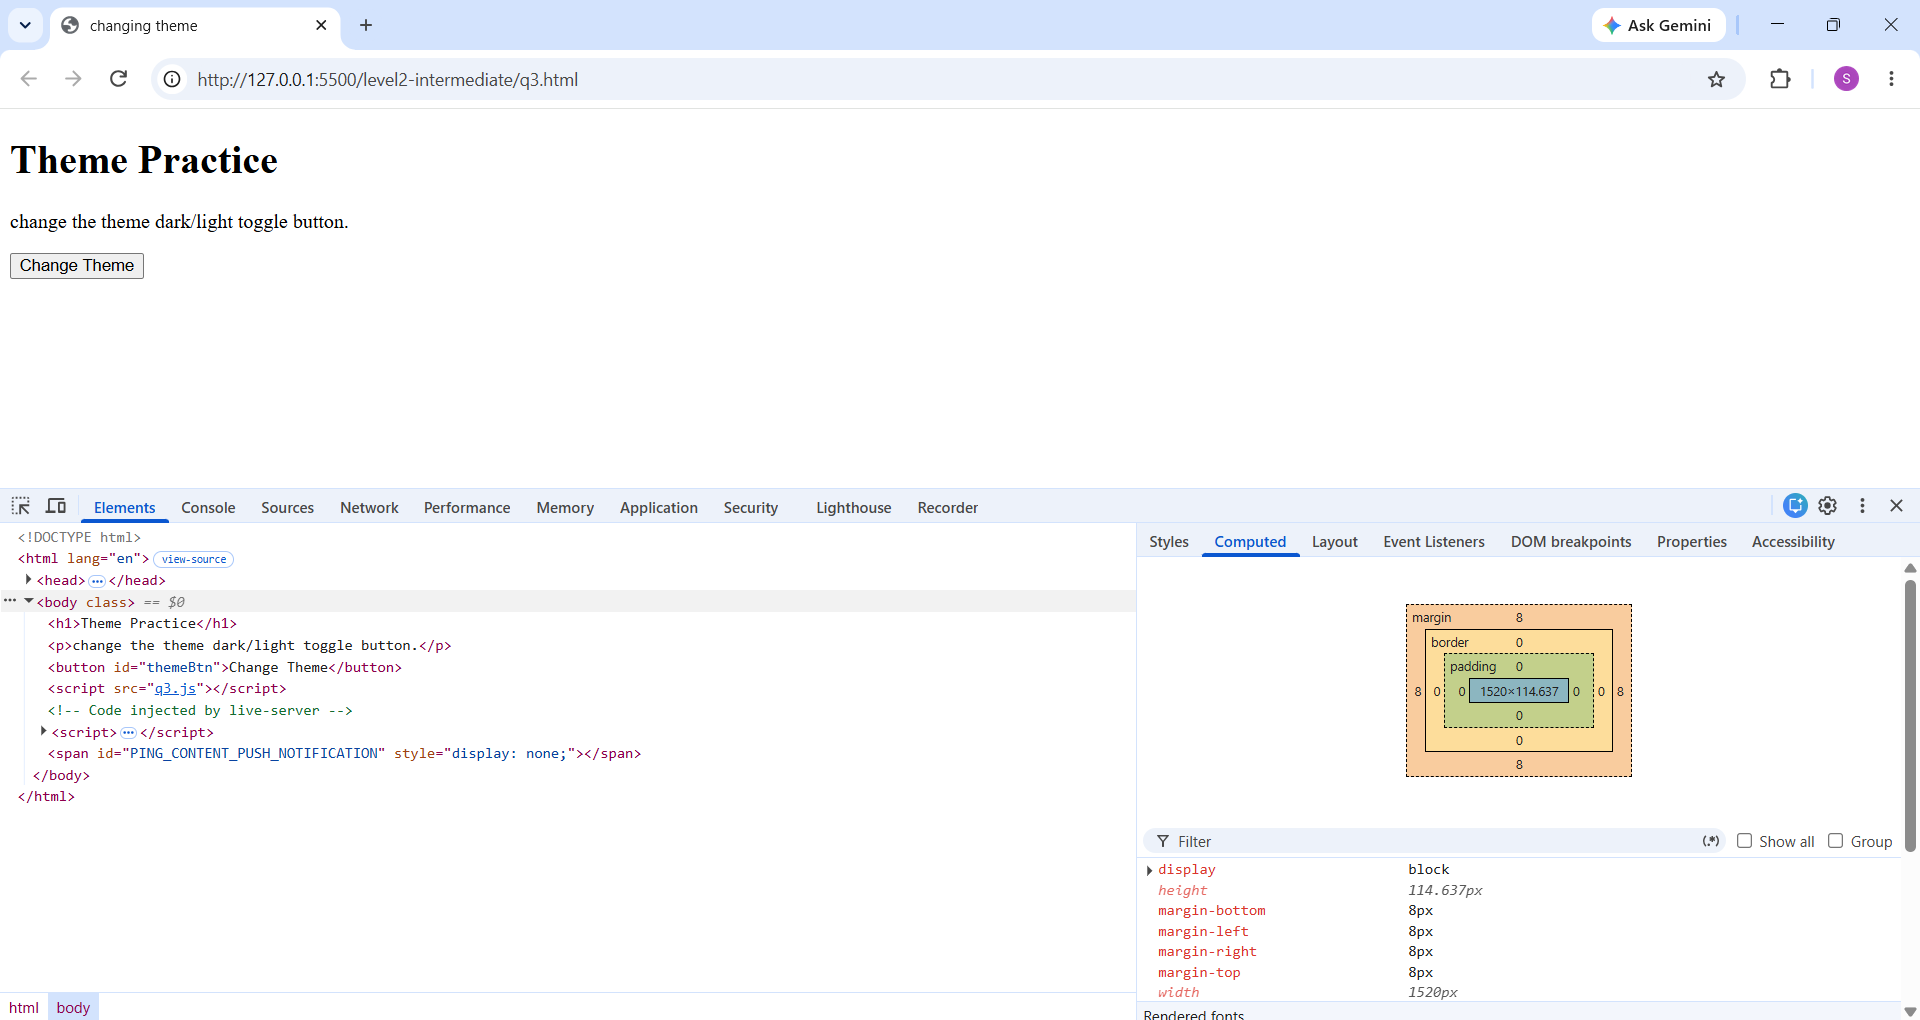 changing theme
Ask Gemini
http://127.0.0.1:5500/level2-intermediate/q3.html
S
Theme Practice
change the theme dark/light toggle button.
Change Theme
Elements Console Sources Network Performance Memory Application Security Lighthouse Recorder
<!DOCTYPE html>
<html lang="en"> view-source
<head> ... </head>
... <body class> == $0
<h1>Theme Practice</h1>
<p>change the theme dark/light toggle button.</p>
<button id="themeBtn">Change Theme</button>
<script src="q3.js"></script>
<!-- Code injected by live-server -->
<script> ... </script>
<span id="PING_CONTENT_PUSH_NOTIFICATION" style="display: none;"></span>
</body>
</html>
html body
Styles Computed Layout Event Listeners DOM breakpoints Properties Accessibility
margin 8
border 0
padding 0
8 0 0 1520×114.637 0 0 8
0
0
8
Filter (.*) Show all Group
display block
height 114.637px
margin-bottom 8px
margin-left 8px
margin-right 8px
margin-top 8px
width 1520px
Rendered fonts